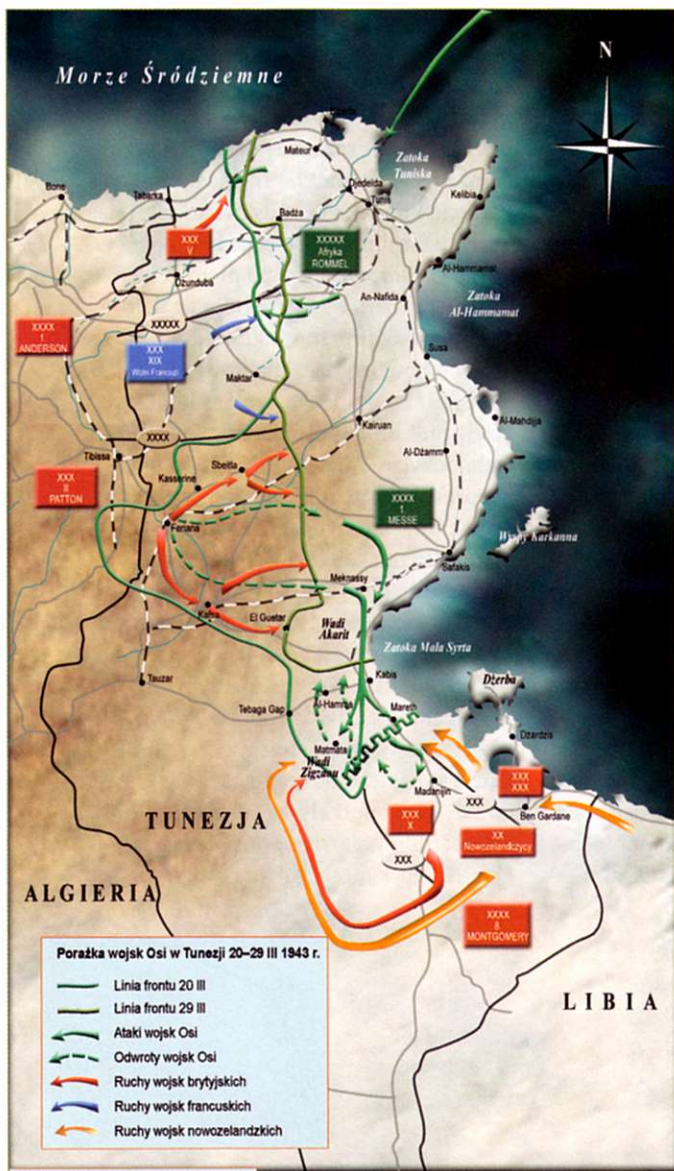 Morze Śródziemne
N
Mateur
Zatoka
Tuniska
Bone
Tabarka
Djedeida
Tunis
Kelibia
Badża
XXX
V
XXXXX
Afryka
ROMMEL
Al-Hammamat
Dzunduba
An-Nafida
Zatoka
Al-Hammamat
XXXX
1.
ANDERSON
XXXXX
XXX
XIX
Wolni Francuzi
Susa
Maktar
Al-Mahdijja
Kairuan
XXXX
Tibissa
Sbeitla
Al-Dżamm
Kasserine
XXX
II
PATTON
XXXX
1.
MESSE
Feriana
Wyspy Karkanna
Safakis
Meknassy
Kafsa
El Guetar
Wadi
Akarit
Zatoka Mała Syrta
Tauzar
Kabis
Dżerba
Al-Hamma
Tebaga Gap
Mareth
Dżardzis
Matmata
Wadi
Zigzanu
Madanijin
XXX
XXX
XXX
Ben Gardane
TUNEZJA
XXX
X
XX
Nowozelandczycy
XXX
ALGIERIA
XXXX
8.
MONTGOMERY
LIBIA
Porażka wojsk Osi w Tunezji 20–29 III 1943 r.
Linia frontu 20 III
Linia frontu 29 III
Ataki wojsk Osi
Odwroty wojsk Osi
Ruchy wojsk brytyjskich
Ruchy wojsk francuskich
Ruchy wojsk nowozelandzkich